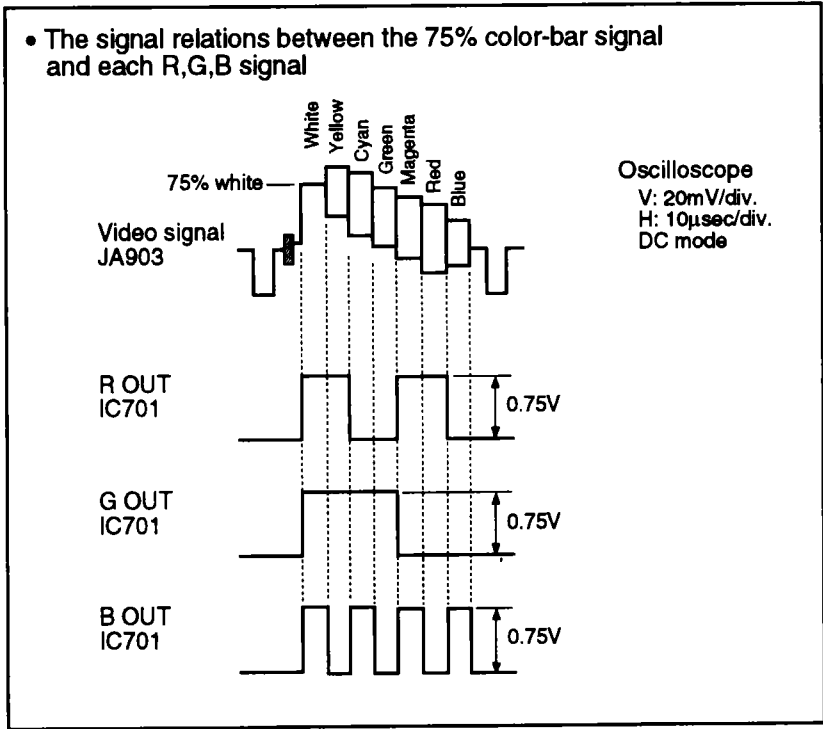 • The signal relations between the 75% color-bar signal
and each R,G,B signal
White
Yellow
Cyan
Green
Magenta
Red
Blue
75% white
Oscilloscope
V: 20mV/div.
H: 10μsec/div.
DC mode
Video signal
JA903
R OUT
IC701
0.75V
G OUT
IC701
0.75V
B OUT
IC701
0.75V